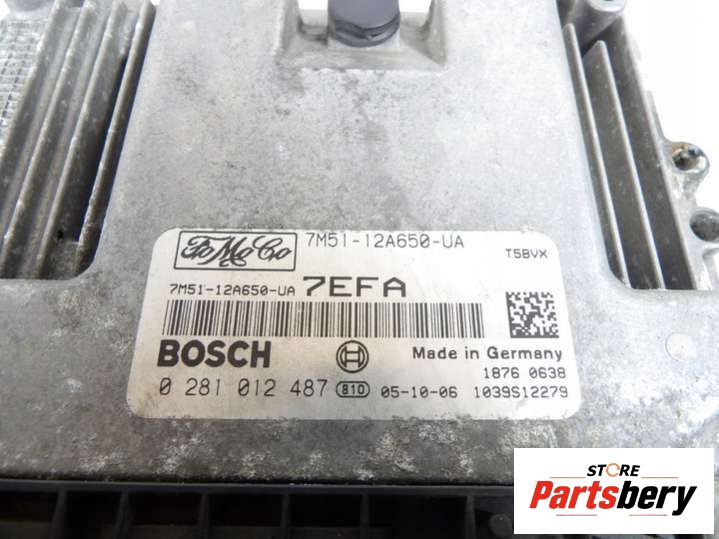 FoMoCo
7M51-12A650-UA
T5BVX
7M51-12A650-UA 7EFA
BOSCH
Made in Germany
1876 0638
0 281 012 487 810 05-10-06 1039S12279
STORE
Partsbery